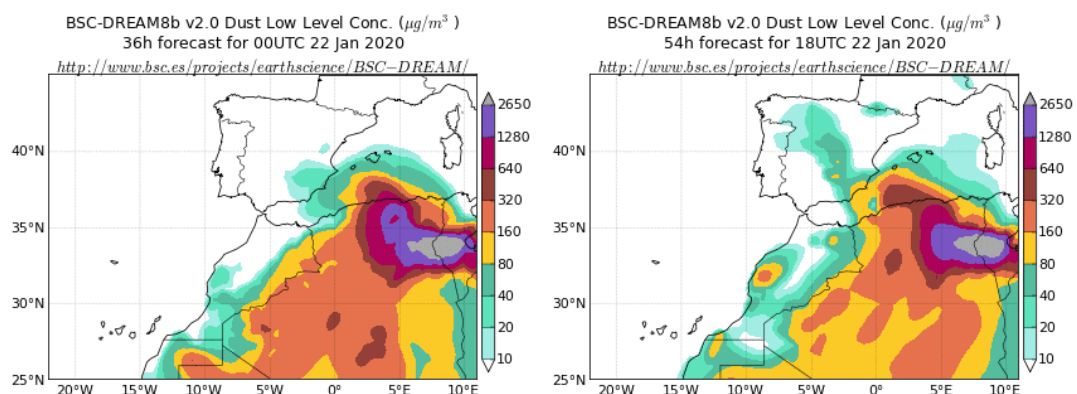 BSC-DREAM8b v2.0 Dust Low Level Conc. (µg/m³ )
36h forecast for 00UTC 22 Jan 2020
http://www.bsc.es/projects/earthscience/BSC−DREAM/
40°N
35°N
30°N
25°N
20°W
15°W
10°W
5°W
0°
5°E
10°E
2650
1280
640
320
160
80
40
20
10
BSC-DREAM8b v2.0 Dust Low Level Conc. (µg/m³ )
54h forecast for 18UTC 22 Jan 2020
http://www.bsc.es/projects/earthscience/BSC−DREAM/
40°N
35°N
30°N
25°N
20°W
15°W
10°W
5°W
0°
5°E
10°E
2650
1280
640
320
160
80
40
20
10